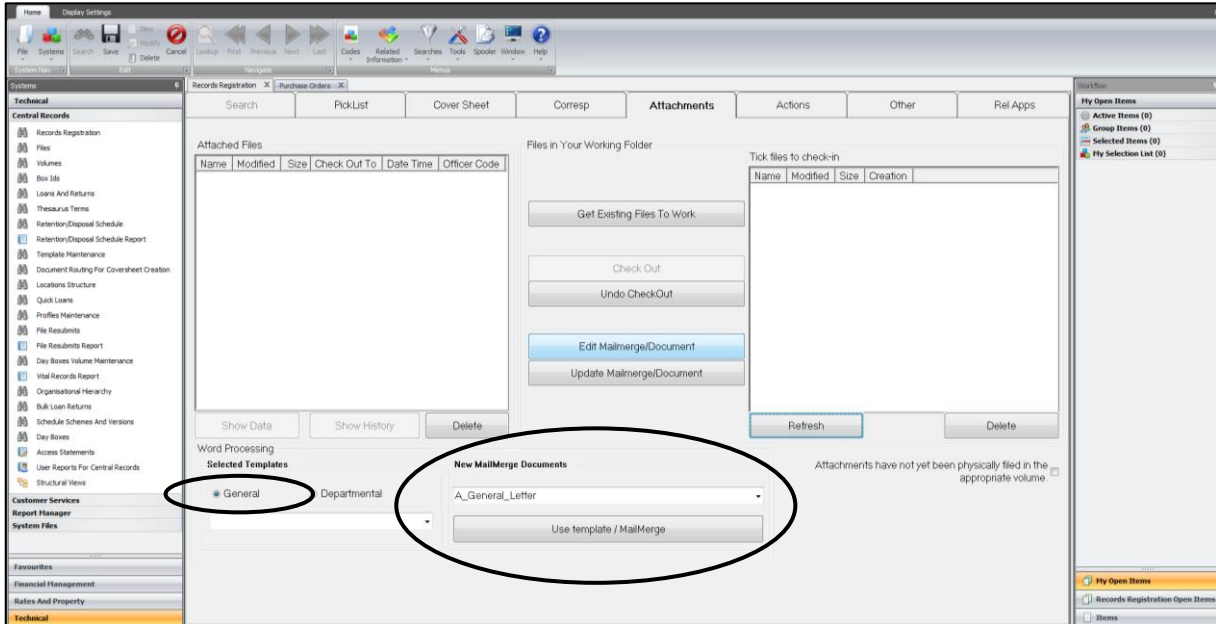 Home Display Settings
File Systems Search Save New Modify Delete Cancel Lookup First Previous Next Last Codes Related Information Searches Tools Spooler Window Help
System Nav Edit Navigate Menus
Systems
Technical
Central Records
Records Registration
Files
Volumes
Box Ids
Loans And Returns
Thesaurus Terms
Retention/Disposal Schedule
Retention/Disposal Schedule Report
Template Maintenance
Document Routing For Coversheet Creation
Locations Structure
Quick Loans
Profiles Maintenance
File Resubmits
File Resubmits Report
Day Boxes Volume Maintenance
Vital Records Report
Organisational Hierarchy
Bulk Loan Returns
Schedule Schemes And Versions
Day Boxes
Access Statements
User Reports For Central Records
Structural Views
Customer Services
Report Manager
System Files
Favourites
Financial Management
Rates And Property
Technical
Records Registration X Purchase Orders X
Search PickList Cover Sheet Corresp Attachments Actions Other Rel Apps
Attached Files
Name Modified Size Check Out To Date Time Officer Code
Show Data Show History Delete
Files in Your Working Folder
Get Existing Files To Work
Check Out
Undo CheckOut
Edit Mailmerge/Document
Update Mailmerge/Document
Tick files to check-in
Name Modified Size Creation
Refresh Delete
Word Processing
Selected Templates
General Departmental
New MailMerge Documents
A_General_Letter
Use template / MailMerge
Attachments have not yet been physically filed in the
appropriate volume.
Workflow
My Open Items
Active Items (0)
Group Items (0)
Selected Items (0)
My Selection List (0)
My Open Items
Records Registration Open Items
Items